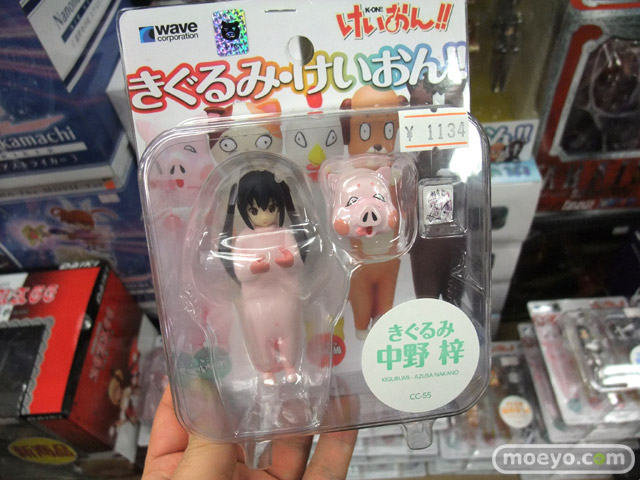 wave
corporation
K-ON!
けいおん!!
きぐるみ・けいおん!!
¥ 1134
きぐるみ
中野 梓
KIGURUMI - AZUSA NAKANO
CC-55
amachi
moeyo.com